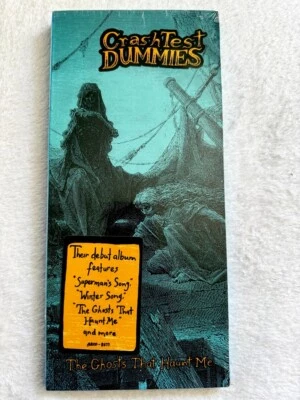 Crash Test
DUMMIES
Their debut album
features
"Superman's Song"
"Winter Song"
"The Ghosts That
Haunt Me"
and more
The Ghosts That Haunt Me